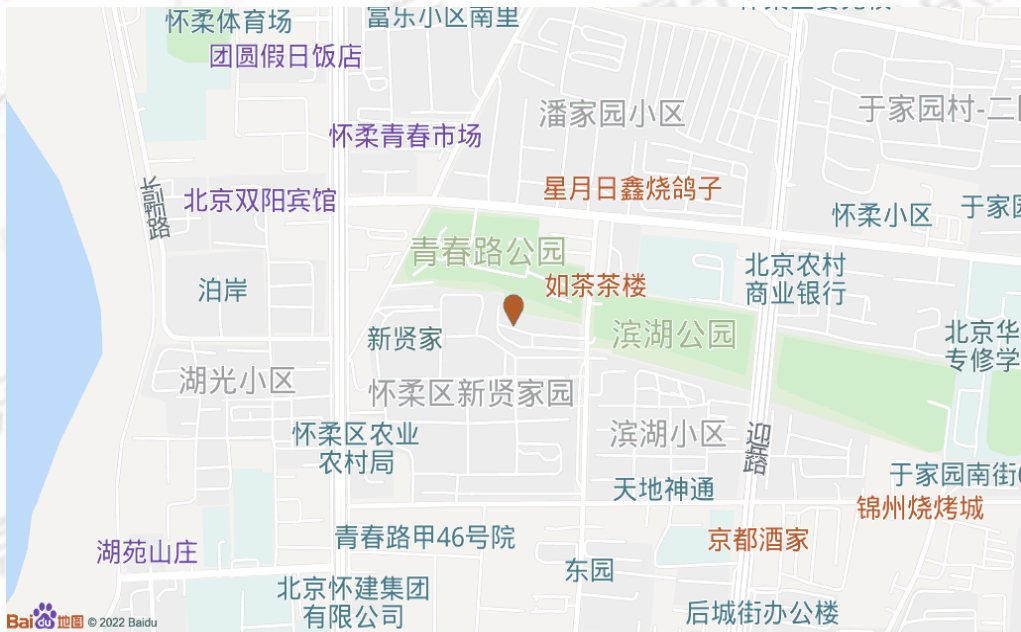 怀柔体育场
富乐小区南里
团圆假日饭店
潘家园小区
于家园村-二
怀柔青春市场
长副坝路
北京双阳宾馆
星月日鑫烧鸽子
怀柔小区
于家园
青春路公园
北京农村
商业银行
泊岸
如茶茶楼
新贤家
滨湖公园
北京华
专修学
湖光小区
怀柔区新贤家园
怀柔区农业
农村局
滨湖小区
迎宾路
天地神通
于家园南街
锦州烧烤城
青春路甲46号院
京都酒家
湖苑山庄
东园
北京怀建集团
有限公司
后城街办公楼
Baidu地图 © 2022 Baidu